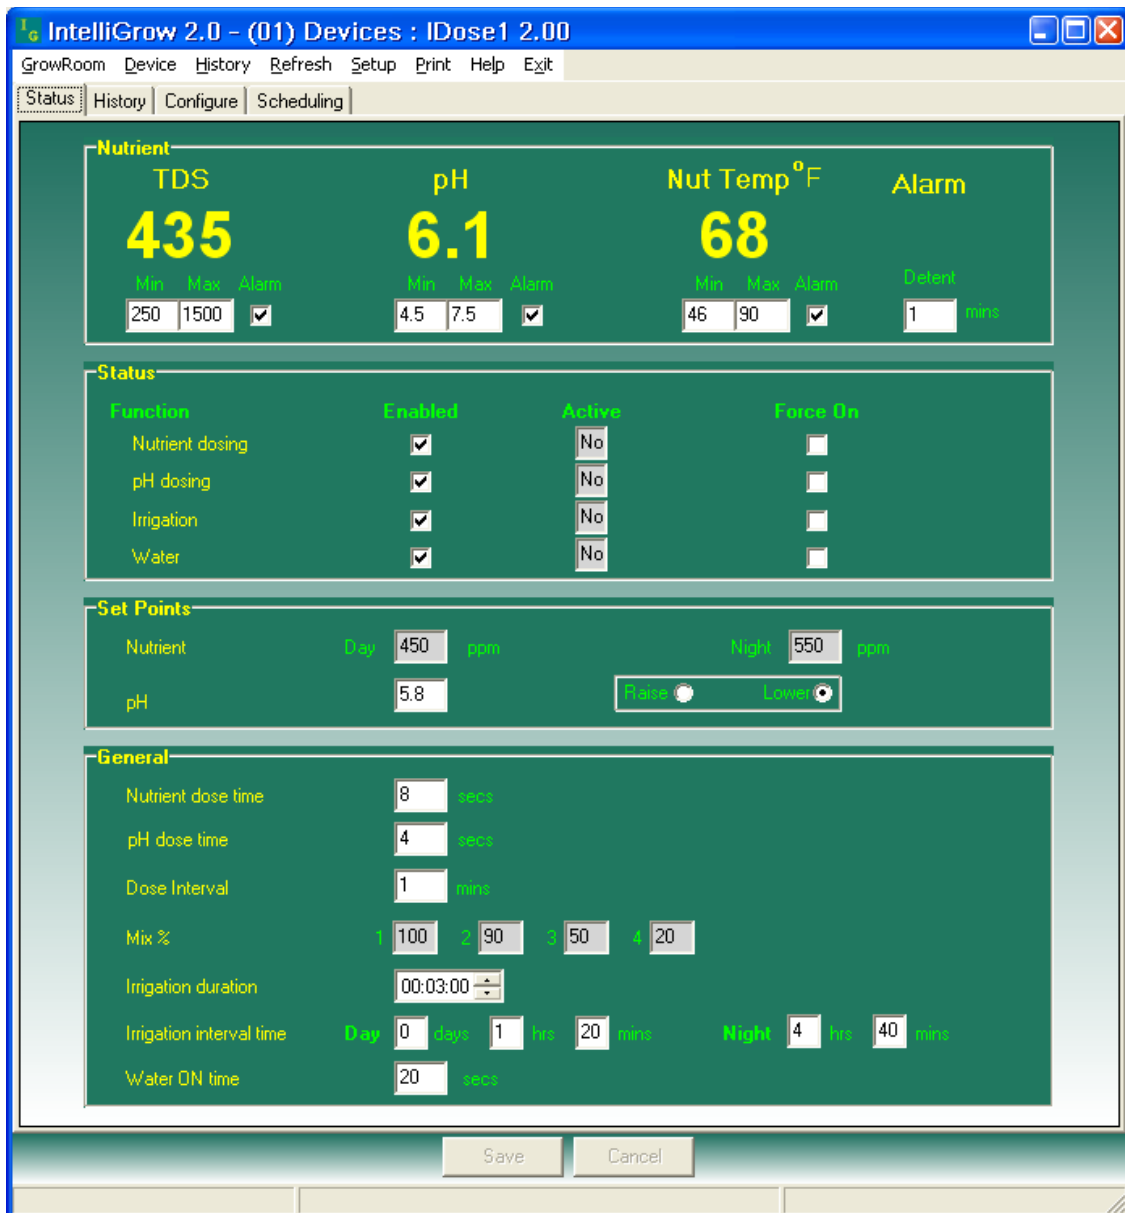 IG IntelliGrow 2.0 - (01) Devices : IDose1 2.00
GrowRoom Device History Refresh Setup Print Help Exit
Status History Configure Scheduling
Nutrient
TDS pH Nut Temp°F Alarm
435 6.1 68
Min Max Alarm Min Max Alarm Min Max Alarm Detent
250 1500 4.5 7.5 46 90 1 mins
Status
Function Enabled Active Force On
Nutrient dosing No
pH dosing No
Irrigation No
Water No
Set Points
Nutrient Day 450 ppm Night 550 ppm
pH 5.8 Raise Lower
General
Nutrient dose time 8 secs
pH dose time 4 secs
Dose Interval 1 mins
Mix % 1 100 2 90 3 50 4 20
Irrigation duration 00:03:00
Irrigation interval time Day 0 days 1 hrs 20 mins Night 4 hrs 40 mins
Water ON time 20 secs
Save Cancel